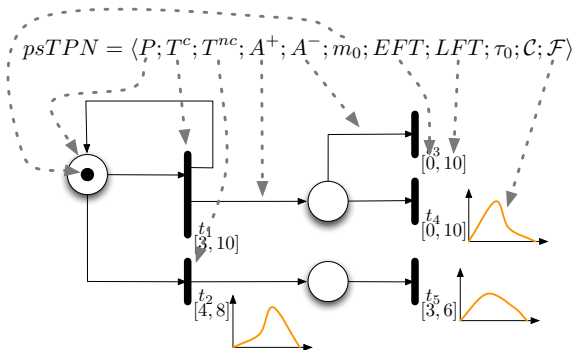 psTPN = ⟨P; T^c; T^nc; A^+; A^−; m_0; EFT; LFT; τ_0; 𝒞; ℱ⟩
t_3
[0, 10]
t_1
[3, 10]
t_4
[0, 10]
t_2
[4, 8]
t_5
[3, 6]